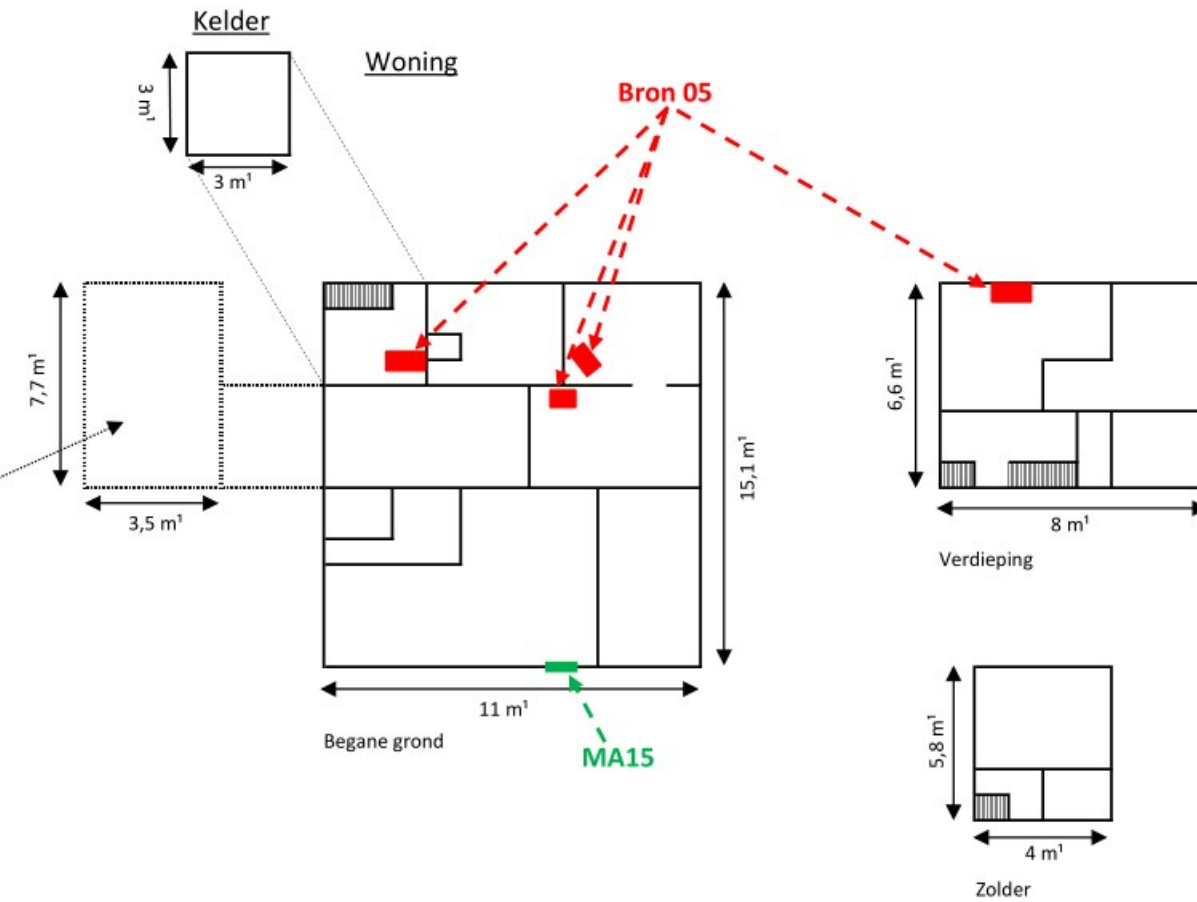 Kelder
Woning
3 m¹
3 m¹
Bron 05
7,7 m¹
3,5 m¹
15,1 m¹
11 m¹
Begane grond
MA15
6,6 m¹
8 m¹
Verdieping
5,8 m¹
4 m¹
Zolder